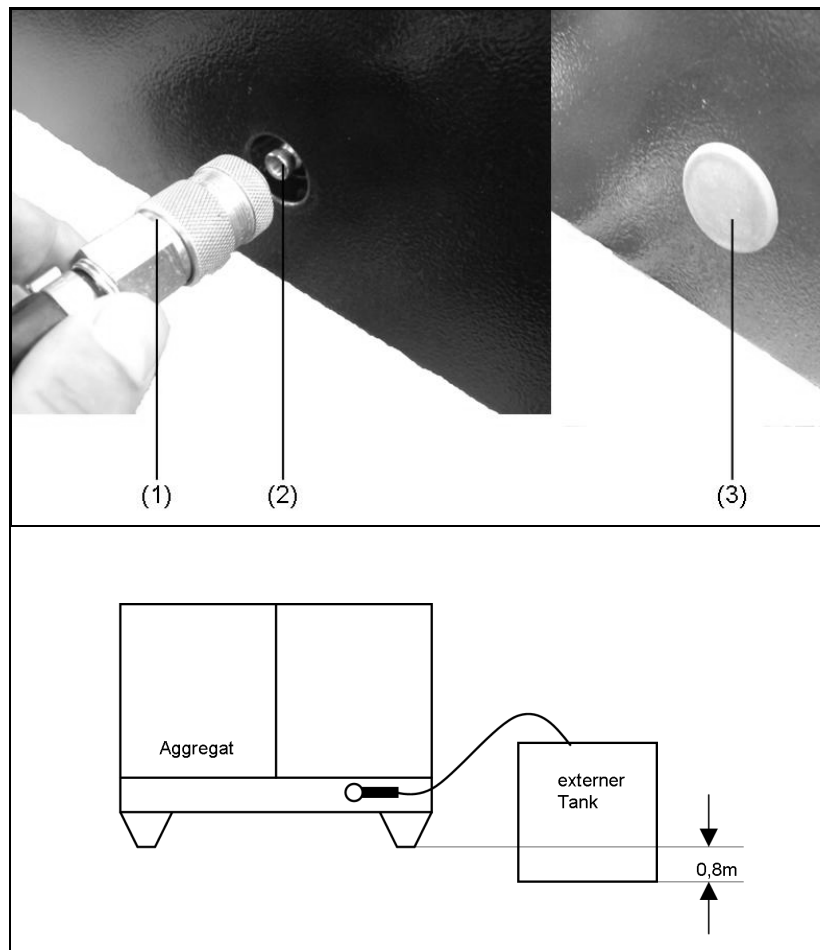 (1)
(2)
(3)
Aggregat
externer
Tank
0,8m